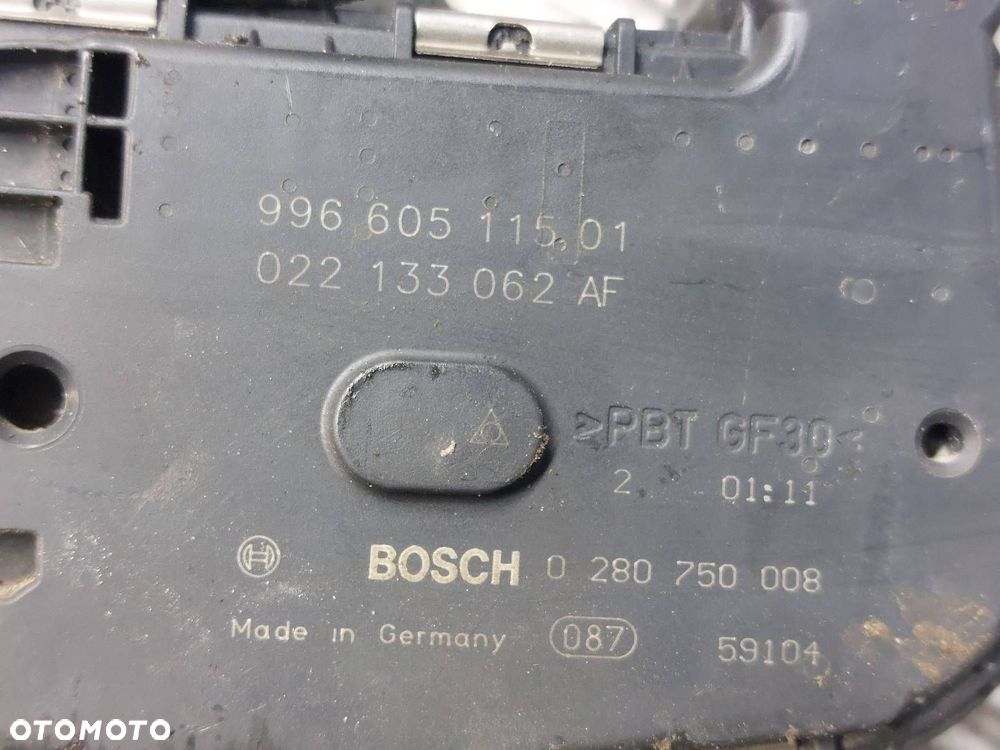 996 605 115 01
022 133 062 AF
>PBT GF30<
2 01:11
BOSCH 0 280 750 008
Made in Germany 087 59104
OTOMOTO